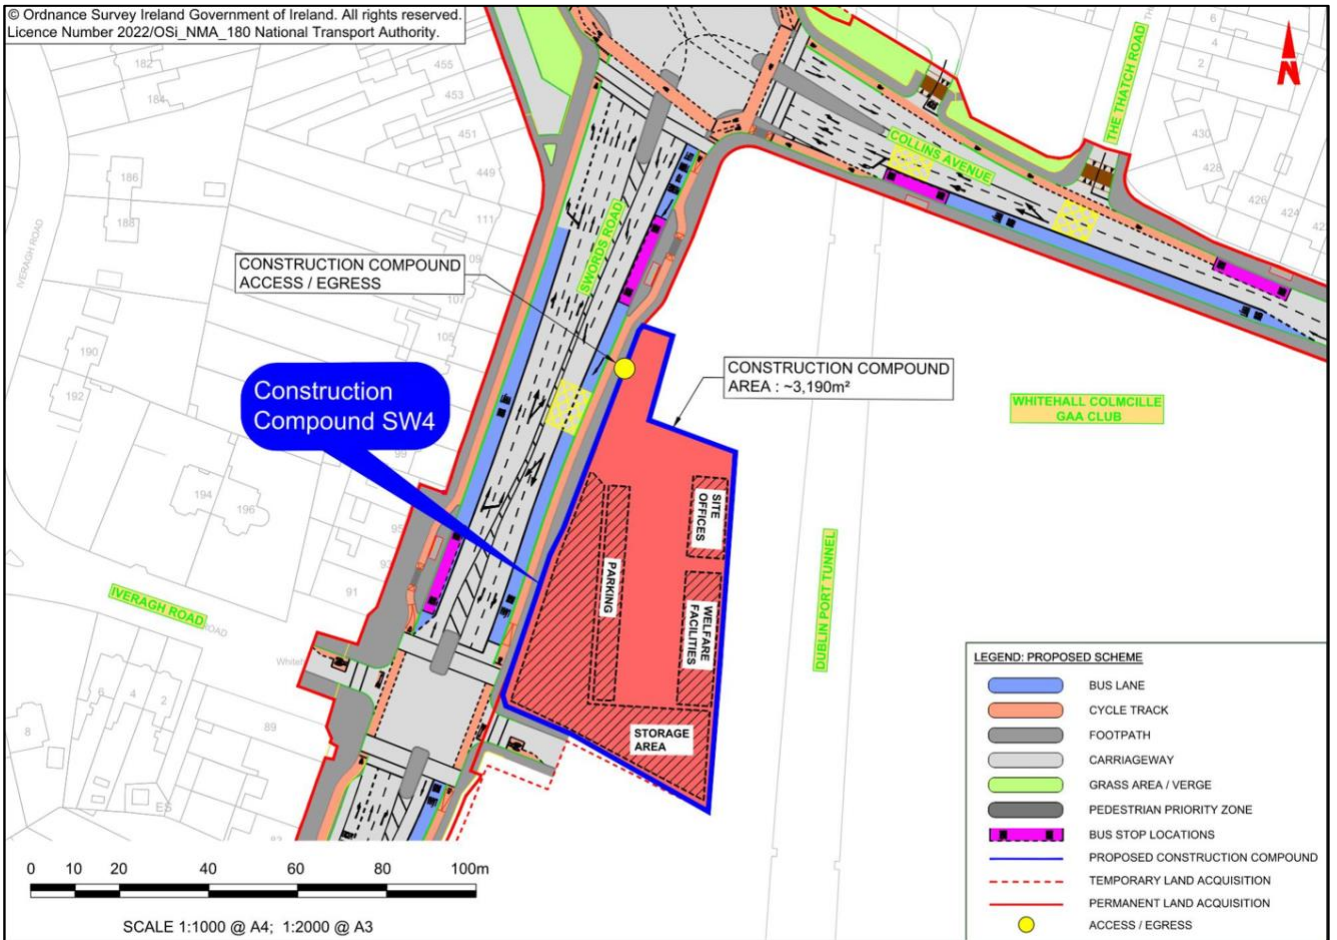 © Ordnance Survey Ireland Government of Ireland. All rights reserved.
Licence Number 2022/OSi_NMA_180 National Transport Authority.
N
THE THATCH ROAD
COLLINS AVENUE
SWORDS ROAD
182
184
186
188
190
192
194
196
455
453
451
449
111
107
105
99
91
89
8
6
4
2
ES
6
4
2
430
428
426
424
IVERAGH ROAD
CONSTRUCTION COMPOUND
ACCESS / EGRESS
Construction
Compound SW4
CONSTRUCTION COMPOUND
AREA : ~3,190m²
WHITEHALL COLMCILLE
GAA CLUB
SITE
OFFICES
PARKING
WELFARE
FACILITIES
STORAGE
AREA
DUBLIN PORT TUNNEL
IVERAGH ROAD
ROAD
LEGEND: PROPOSED SCHEME
BUS LANE
CYCLE TRACK
FOOTPATH
CARRIAGEWAY
GRASS AREA / VERGE
PEDESTRIAN PRIORITY ZONE
BUS STOP LOCATIONS
PROPOSED CONSTRUCTION COMPOUND
TEMPORARY LAND ACQUISITION
PERMANENT LAND ACQUISITION
ACCESS / EGRESS
0 10 20 40 60 80 100m
SCALE 1:1000 @ A4; 1:2000 @ A3